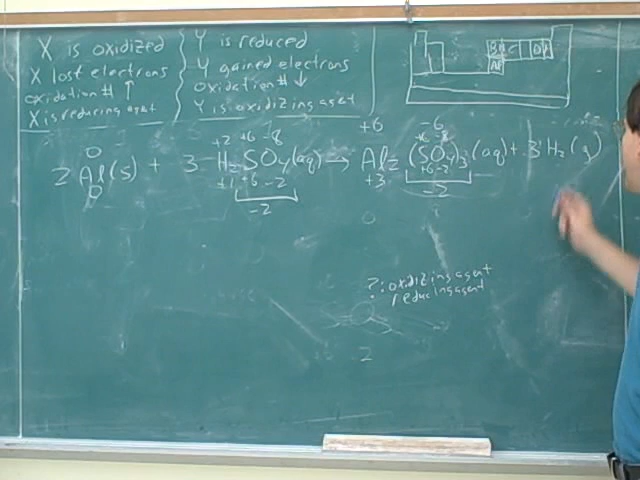 X is oxidized
X lost electrons
oxidation # ↑
X is reducing agent
Y is reduced
Y gained electrons
oxidation # ↓
Y is oxidizing agent
+2 +6 -8
+6 -6
+6 -8
0
2 Al(s) + 3 H₂SO₄(aq) → Al₂(SO₄)₃(aq) + 3 H₂(g)
0
+1 +6 -2
+3
+6 -2
-2
-2
?: oxidizing agent
reducing agent